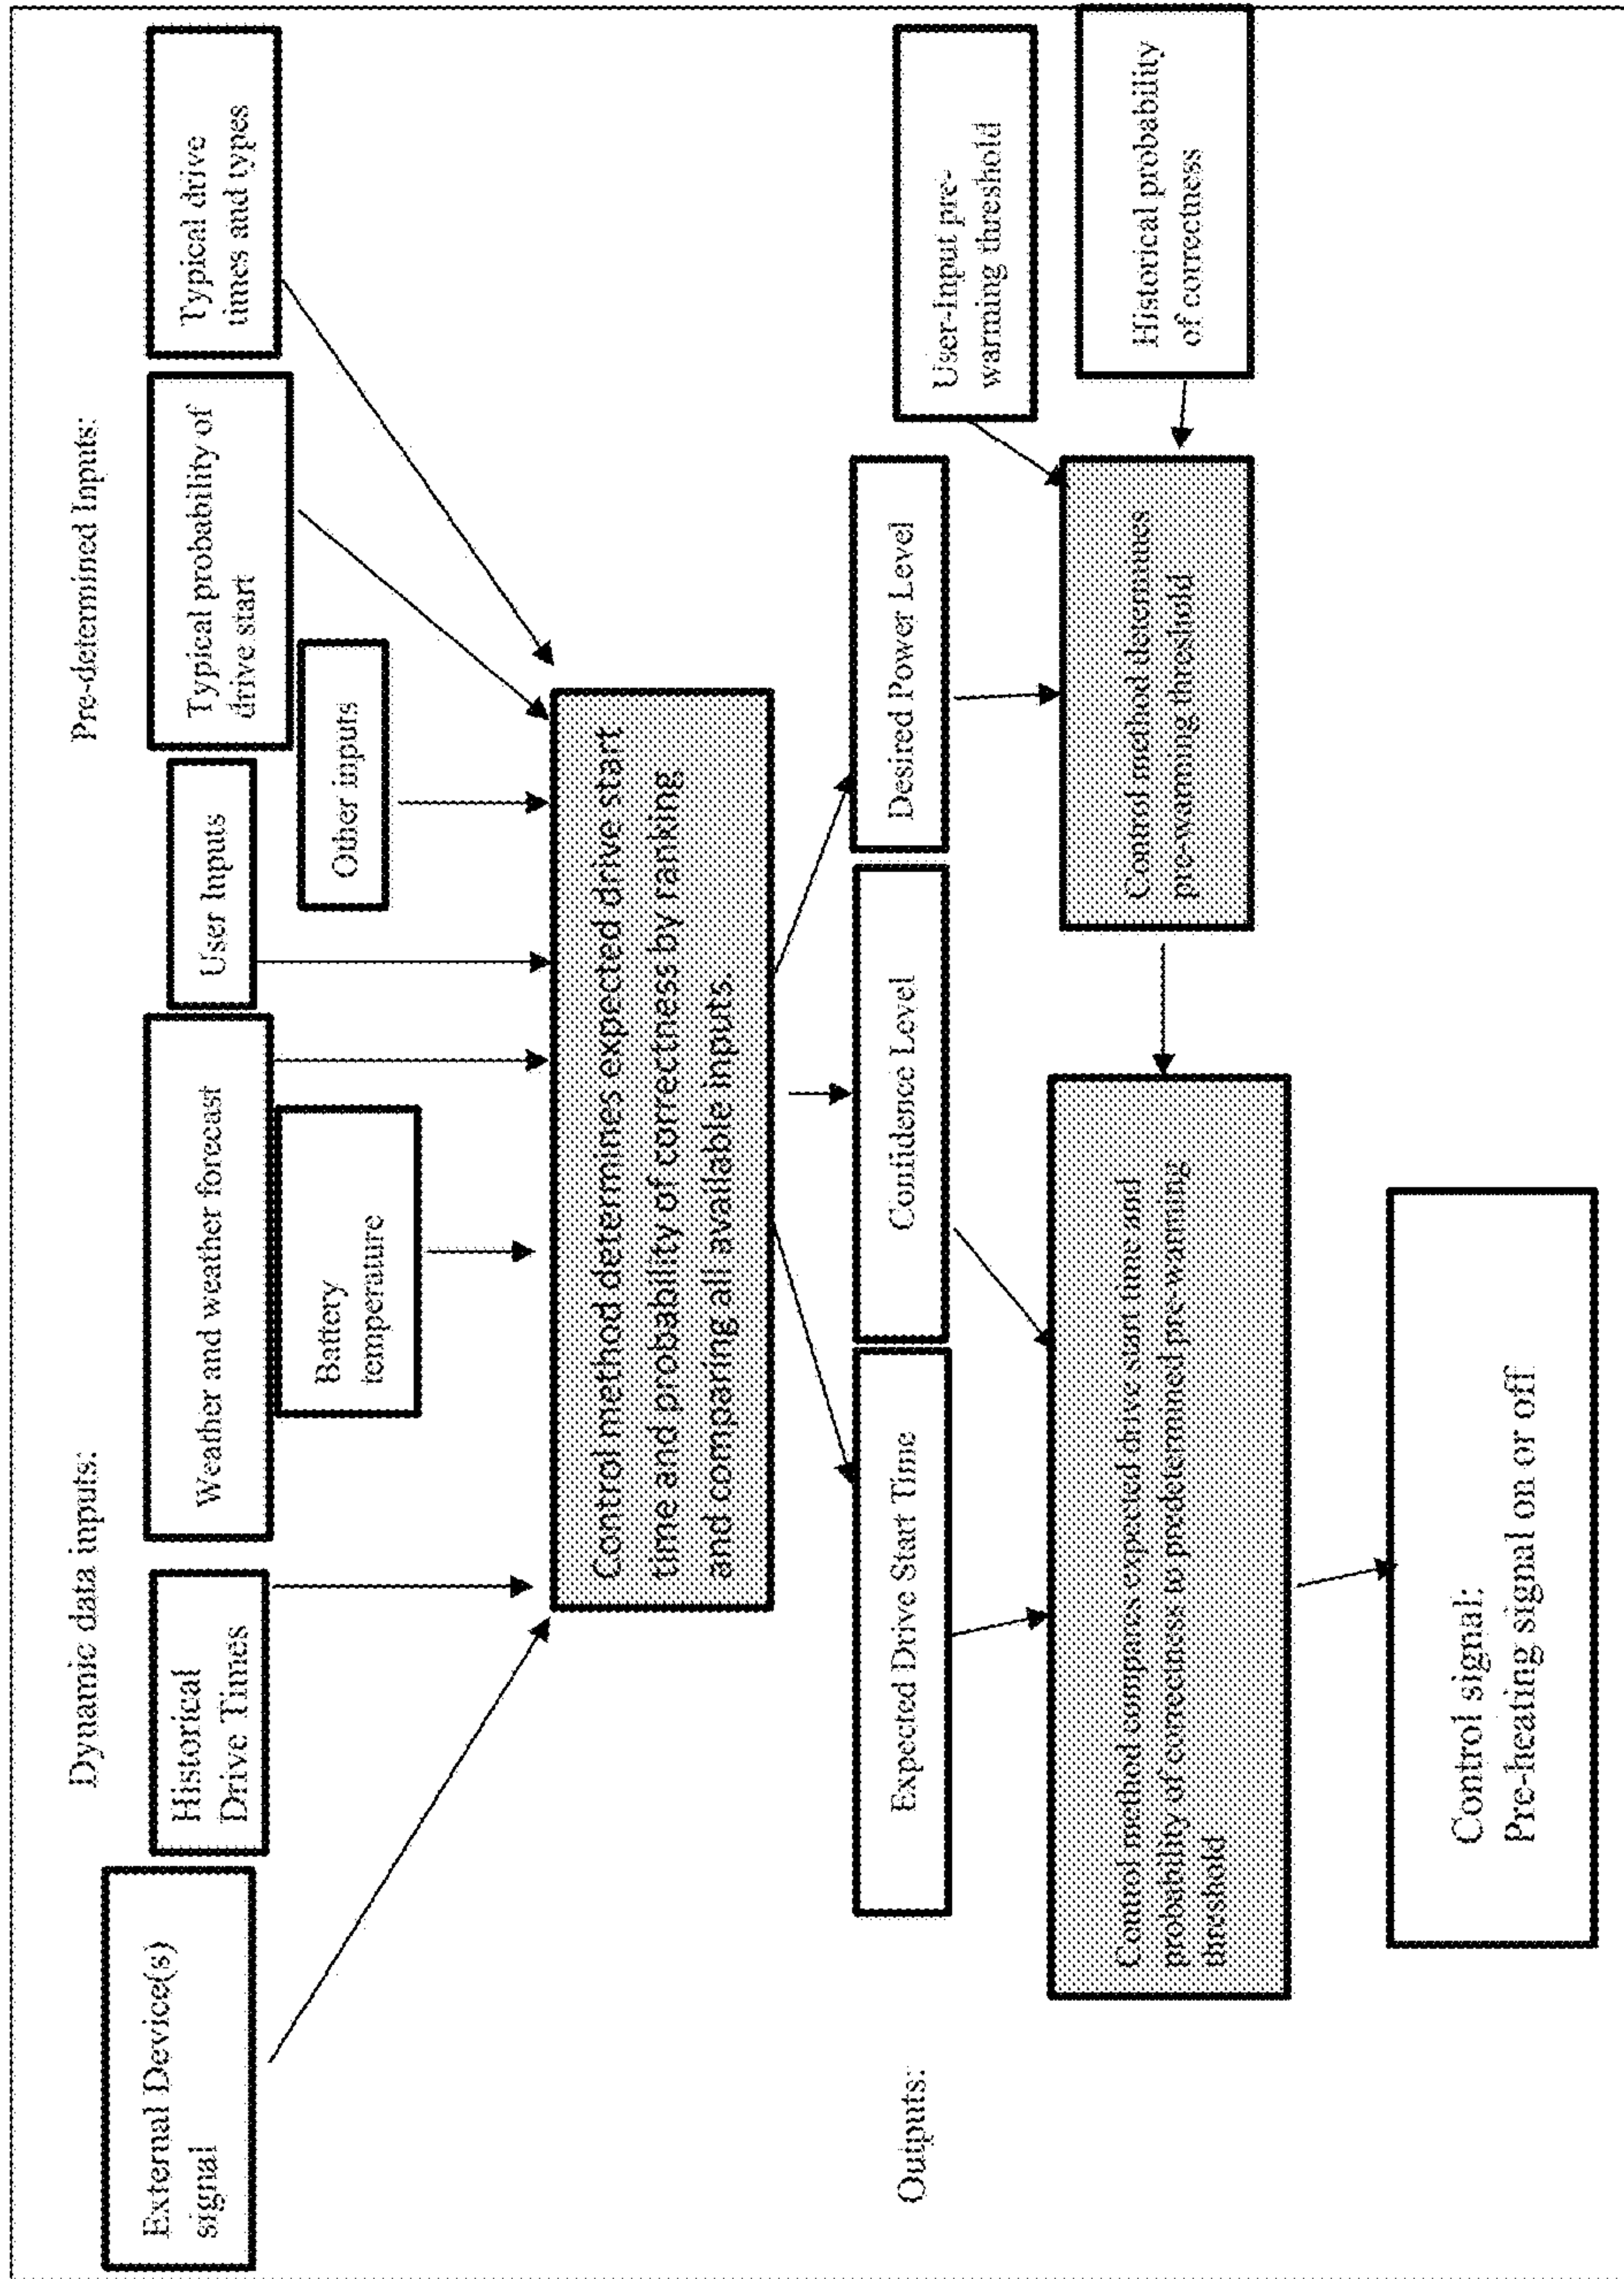 Dynamic data inputs:
Pre-determined Inputs:
External Device(s)
signal
Historical
Drive Times
Weather and weather forecast
Battery
temperature
User Inputs
Other inputs
Typical probability of
drive start
Typical drive
times and types
Control method determines expected drive start
time and probability of correctness by ranking
and comparing all available inputs.
Outputs:
Expected Drive Start Time
Confidence Level
Desired Power Level
User-Input pre-
warming threshold
Control method compares expected drive start time and
probability of correctness to predetermined pre-warming
threshold
Control method determines
pre-warming threshold
Historical probability
of correctness
Control signal:
Pre-heating signal on or off